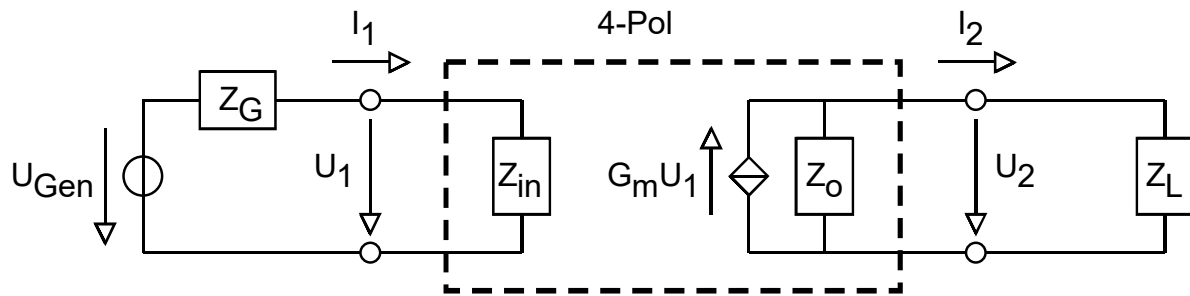 I1
4-Pol
I2
ZG
UGen
U1
Zin
GmU1
Zo
U2
ZL